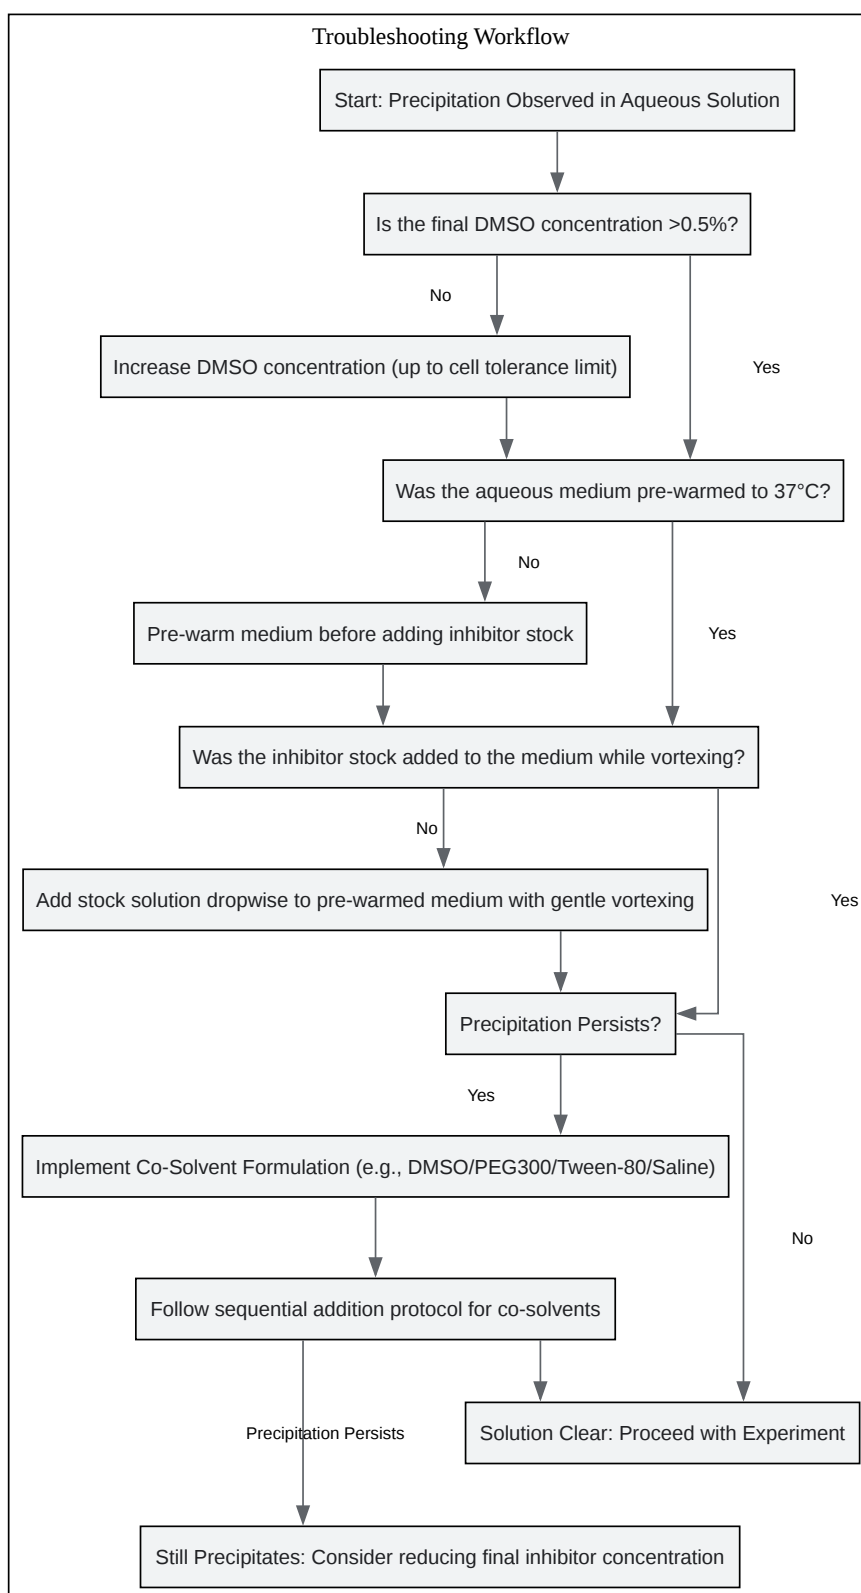 Troubleshooting Workflow
Start: Precipitation Observed in Aqueous Solution
Is the final DMSO concentration >0.5%?
No
Increase DMSO concentration (up to cell tolerance limit)
Yes
Was the aqueous medium pre-warmed to 37°C?
No
Pre-warm medium before adding inhibitor stock
Yes
Was the inhibitor stock added to the medium while vortexing?
No
Add stock solution dropwise to pre-warmed medium with gentle vortexing
Yes
Precipitation Persists?
Yes
Implement Co-Solvent Formulation (e.g., DMSO/PEG300/Tween-80/Saline)
No
Follow sequential addition protocol for co-solvents
Precipitation Persists
Solution Clear: Proceed with Experiment
Still Precipitates: Consider reducing final inhibitor concentration